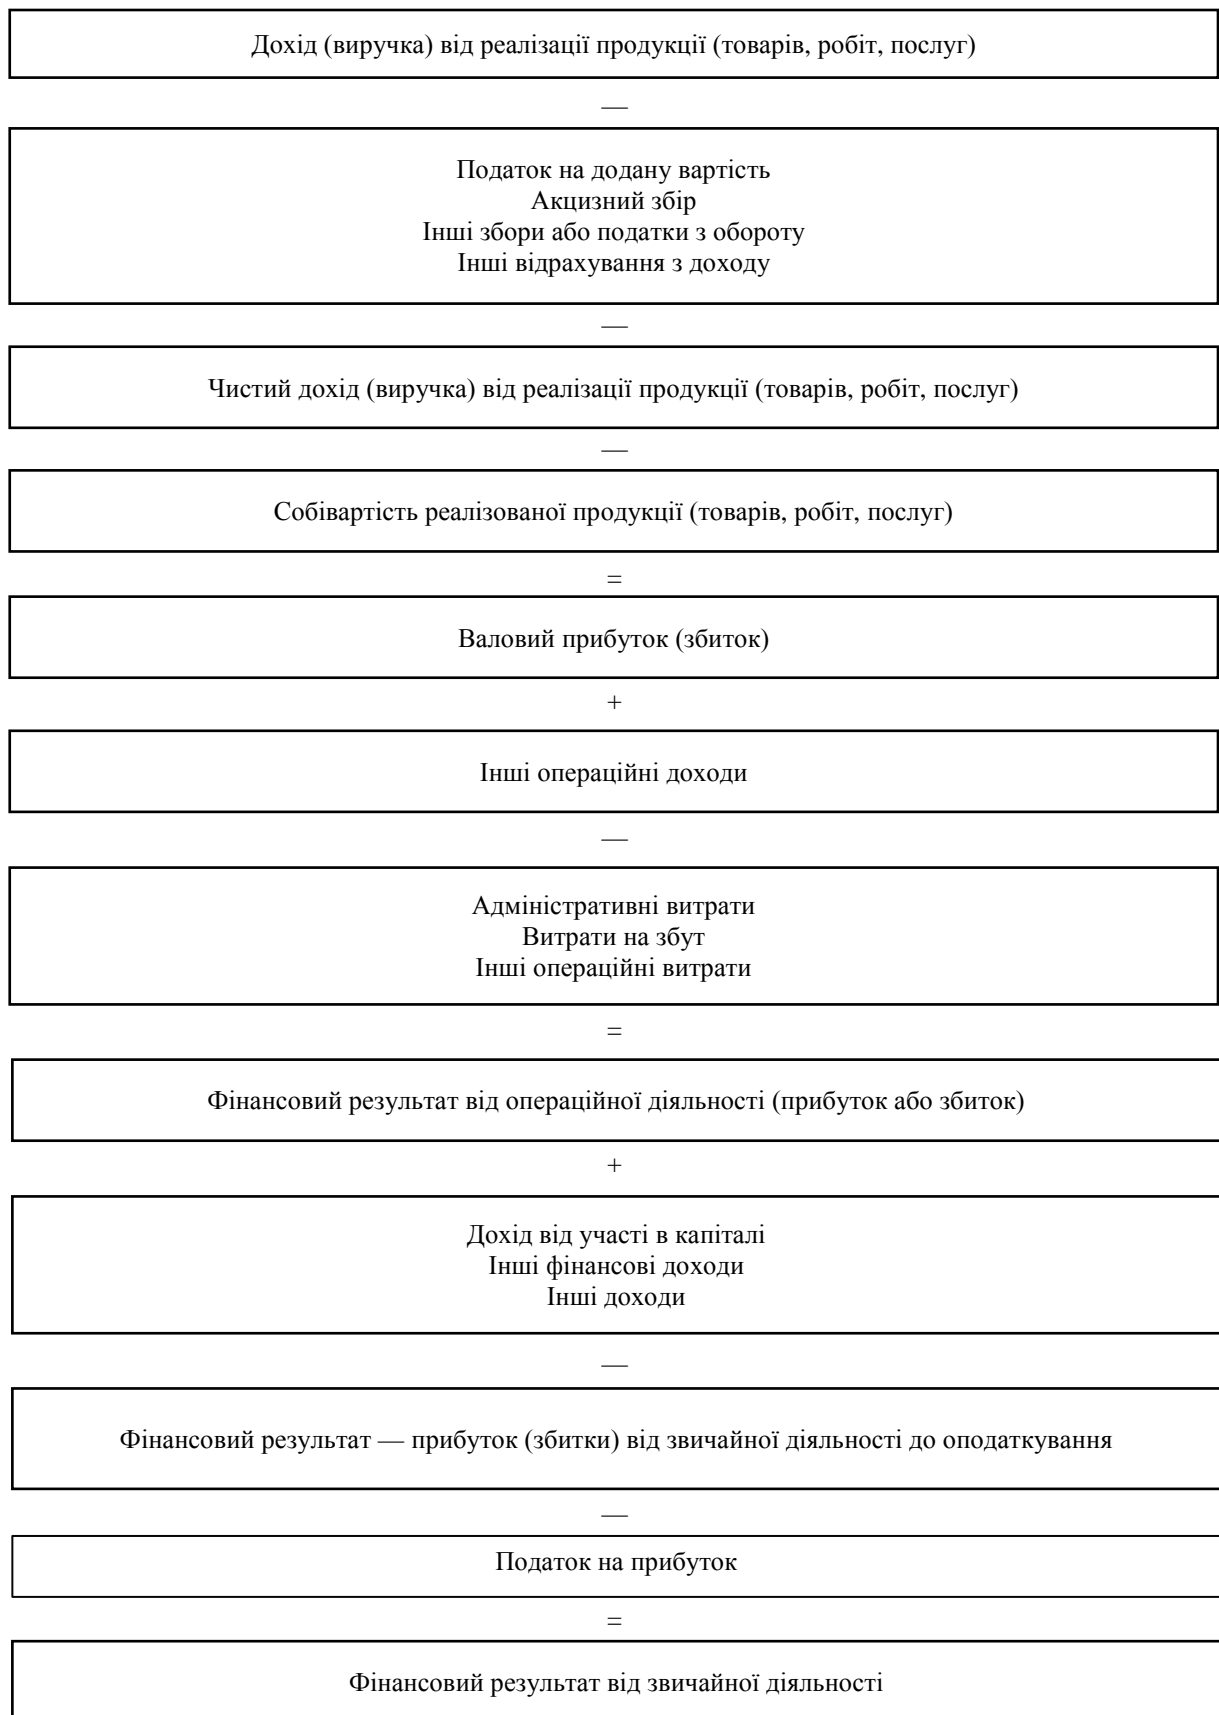 Дохід (виручка) від реалізації продукції (товарів, робіт, послуг)
—
Податок на додану вартість
Акцизний збір
Інші збори або податки з обороту
Інші відрахування з доходу
—
Чистий дохід (виручка) від реалізації продукції (товарів, робіт, послуг)
—
Собівартість реалізованої продукції (товарів, робіт, послуг)
=
Валовий прибуток (збиток)
+
Інші операційні доходи
—
Адміністративні витрати
Витрати на збут
Інші операційні витрати
=
Фінансовий результат від операційної діяльності (прибуток або збиток)
+
Дохід від участі в капіталі
Інші фінансові доходи
Інші доходи
—
Фінансовий результат — прибуток (збитки) від звичайної діяльності до оподаткування
—
Податок на прибуток
=
Фінансовий результат від звичайної діяльності